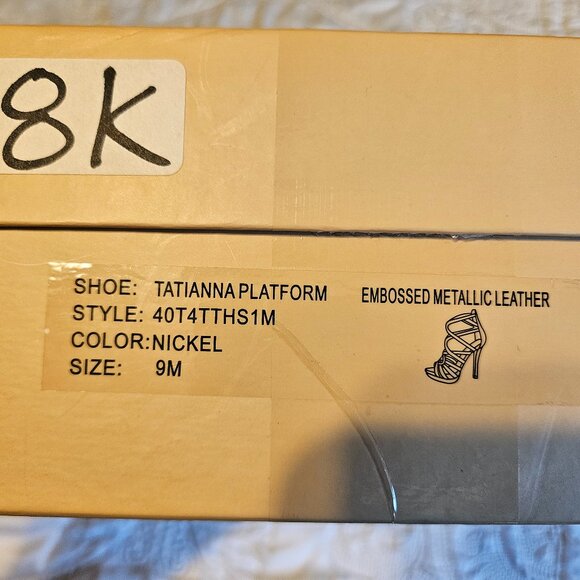 8K
SHOE: TATIANNA PLATFORM EMBOSSED METALLIC LEATHER
STYLE: 40T4TTHS1M
COLOR:NICKEL
SIZE: 9M